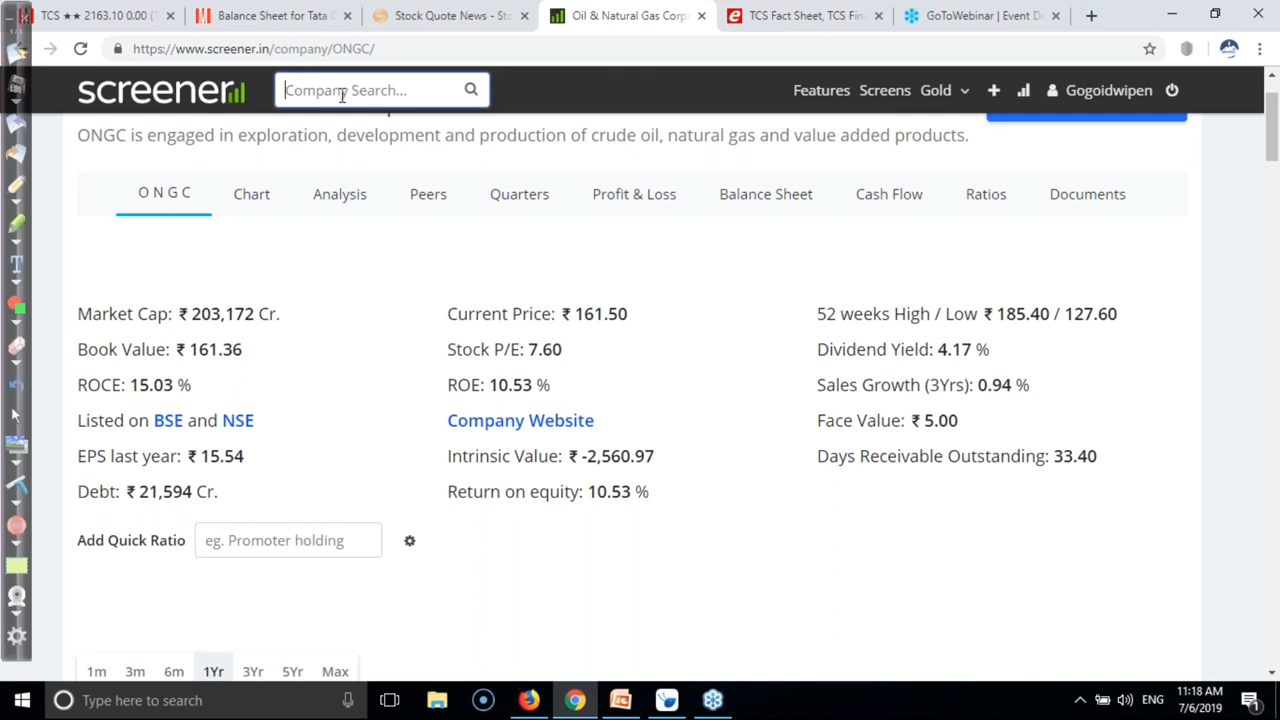 TCS ★★ 2163.10 0.00 (
Balance Sheet for Tata C
Stock Quote News - Sto
Oil & Natural Gas Corp
TCS Fact Sheet, TCS Fin
GoToWebinar | Event D
https://www.screener.in/company/ONGC/
screener
Company Search...
Features Screens Gold Gogoidwipen
ONGC is engaged in exploration, development and production of crude oil, natural gas and value added products.
O N G C Chart Analysis Peers Quarters Profit & Loss Balance Sheet Cash Flow Ratios Documents
Market Cap: ₹ 203,172 Cr. Current Price: ₹ 161.50 52 weeks High / Low ₹ 185.40 / 127.60
Book Value: ₹ 161.36 Stock P/E: 7.60 Dividend Yield: 4.17 %
ROCE: 15.03 % ROE: 10.53 % Sales Growth (3Yrs): 0.94 %
Listed on BSE and NSE Company Website Face Value: ₹ 5.00
EPS last year: ₹ 15.54 Intrinsic Value: ₹ -2,560.97 Days Receivable Outstanding: 33.40
Debt: ₹ 21,594 Cr. Return on equity: 10.53 %
Add Quick Ratio eg. Promoter holding
1m 3m 6m 1Yr 3Yr 5Yr Max
Type here to search
ENG
11:18 AM
7/6/2019